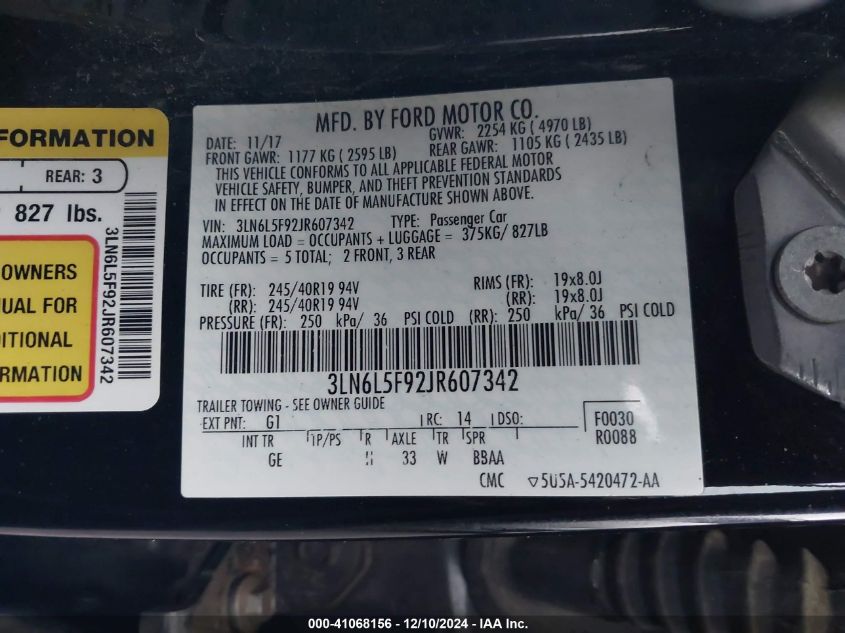 FORMATION
REAR: 3
827 lbs.
OWNERS
UAL FOR
ITIONAL
RMATION
3LN6L5F92JR607342
MFD. BY FORD MOTOR CO.
DATE: 11/17 GVWR: 2254 KG ( 4970 LB)
FRONT GAWR: 1177 KG ( 2595 LB) REAR GAWR: 1105 KG ( 2435 LB)
THIS VEHICLE CONFORMS TO ALL APPLICABLE FEDERAL MOTOR
VEHICLE SAFETY, BUMPER, AND THEFT PREVENTION STANDARDS
IN EFFECT ON THE DATE OF MANUFACTURE SHOWN ABOVE.
VIN: 3LN6L5F92JR607342 TYPE: Passenger Car
MAXIMUM LOAD = OCCUPANTS + LUGGAGE = 375KG/ 827LB
OCCUPANTS = 5 TOTAL; 2 FRONT, 3 REAR
TIRE (FR): 245/40R19 94V RIMS (FR): 19x8.0J
(RR): 245/40R19 94V (RR): 19x8.0J
PRESSURE (FR): 250 kPa/ 36 PSI COLD (RR): 250 kPa/ 36 PSI COLD
3LN6L5F92JR607342
TRAILER TOWING - SEE OWNER GUIDE
EXT PNT: G1 RC: 14 DSO: F0030
INT TR TP/PS R AXLE TR SPR R0088
GE 33 W BBAA
CMC ▽5U5A-5420472-AA
000-41068156 - 12/10/2024 - IAA Inc.